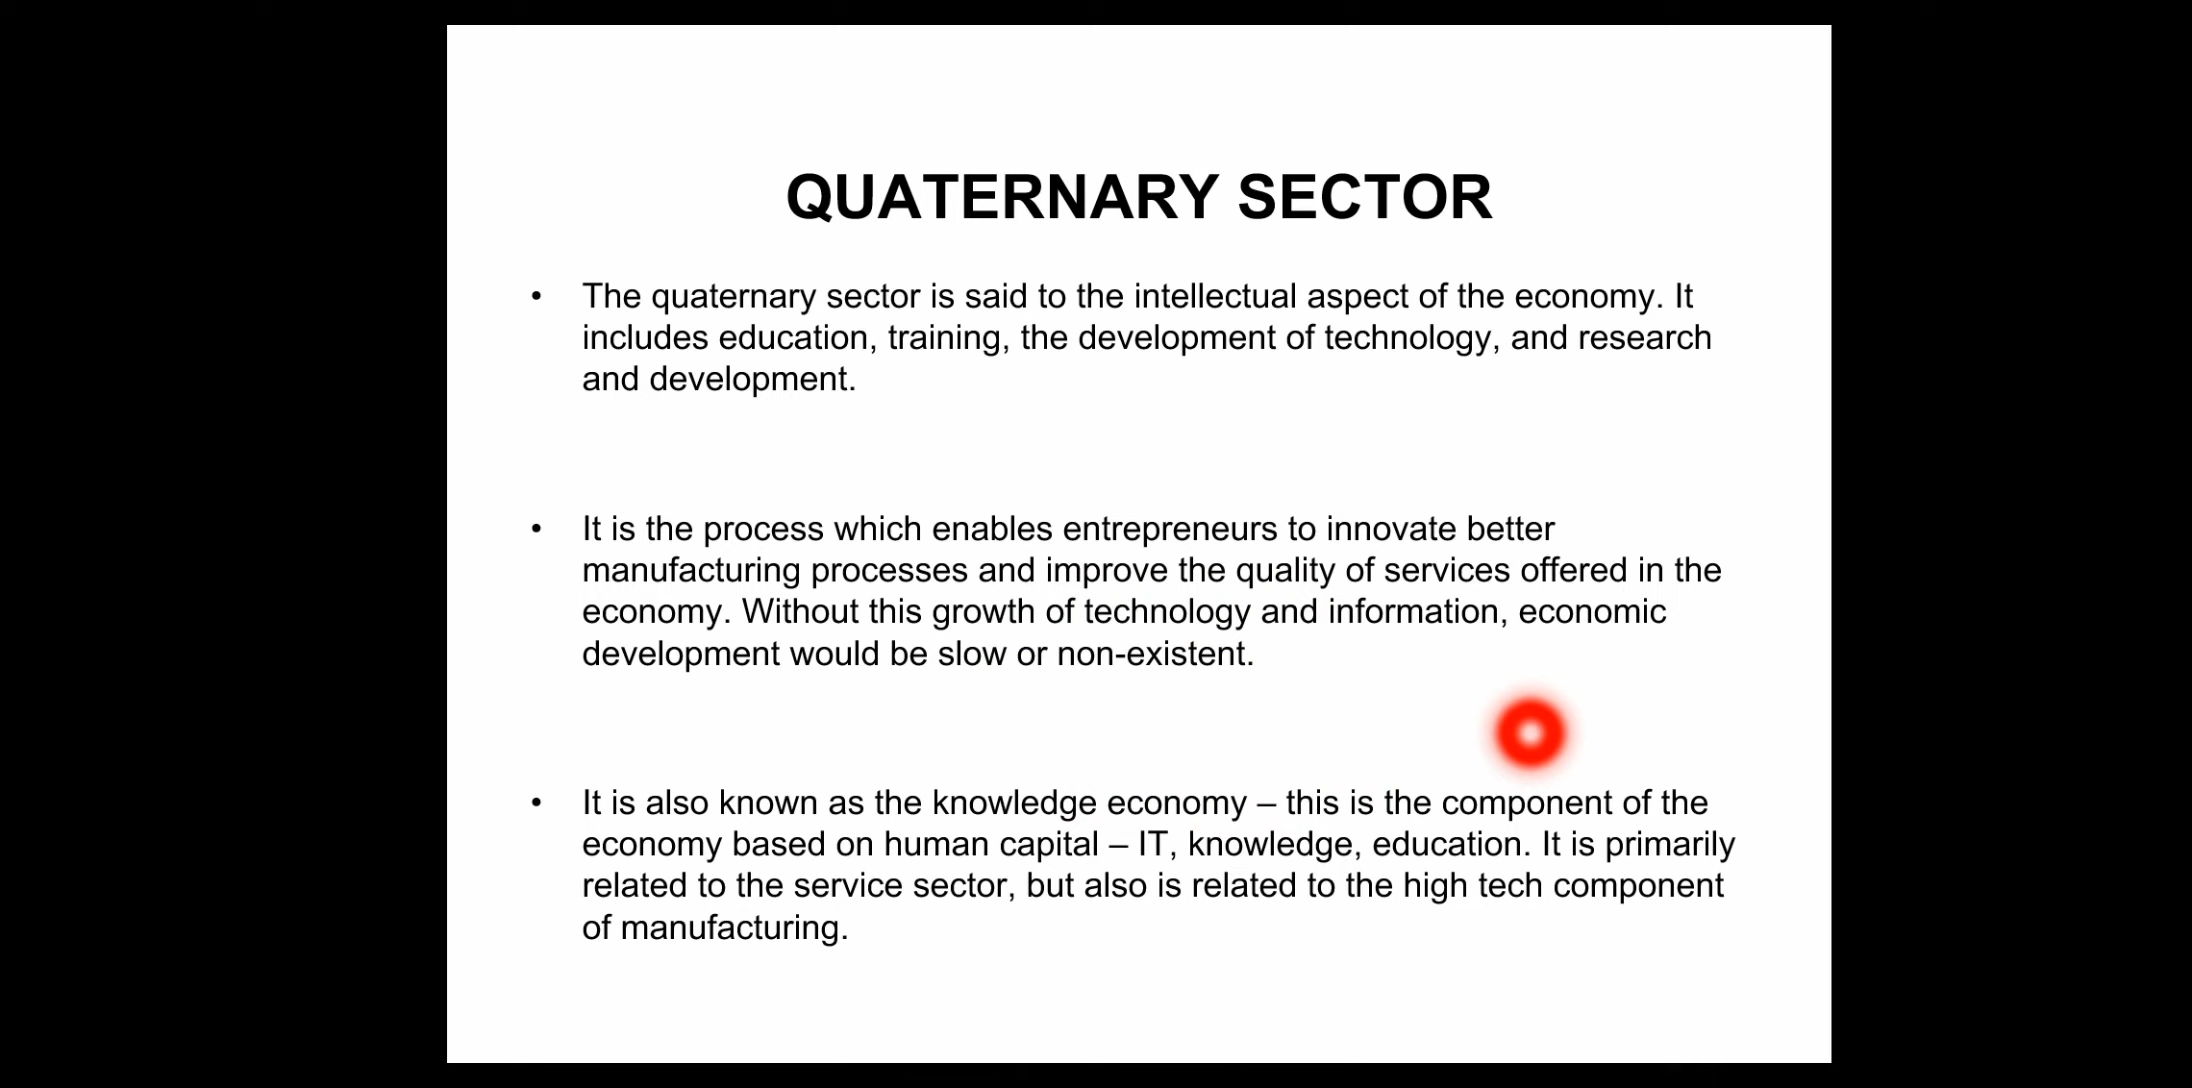 QUATERNARY SECTOR
• The quaternary sector is said to the intellectual aspect of the economy. It
includes education, training, the development of technology, and research
and development.
• It is the process which enables entrepreneurs to innovate better
manufacturing processes and improve the quality of services offered in the
economy. Without this growth of technology and information, economic
development would be slow or non-existent.
• It is also known as the knowledge economy – this is the component of the
economy based on human capital – IT, knowledge, education. It is primarily
related to the service sector, but also is related to the high tech component
of manufacturing.